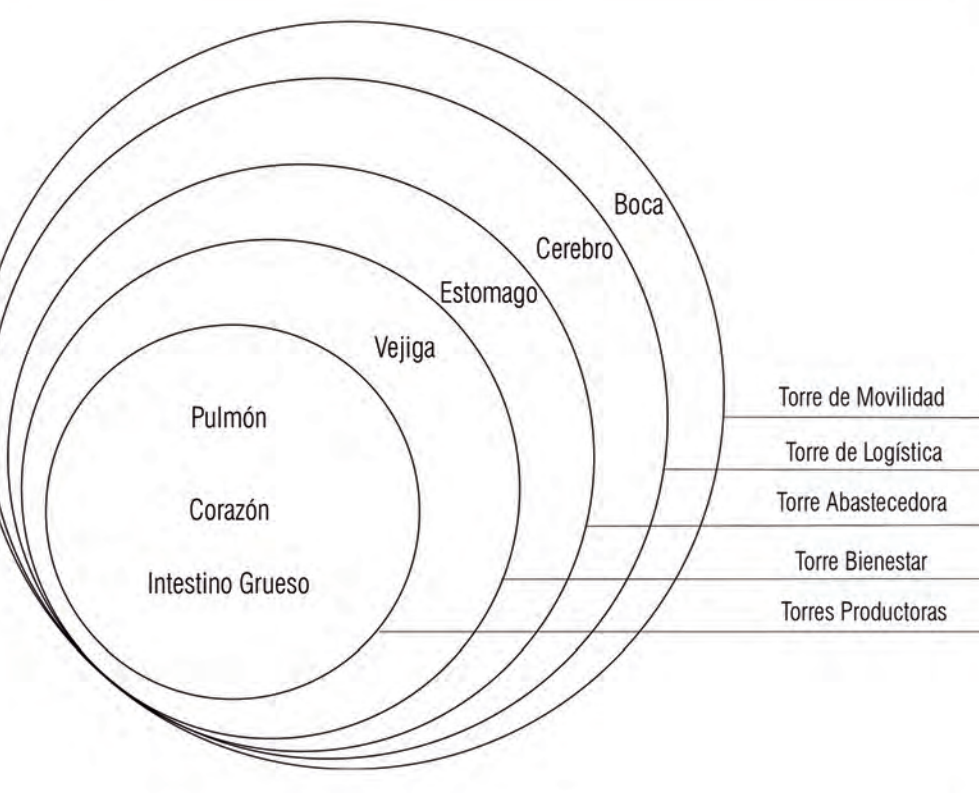 Boca
Cerebro
Estomago
Vejiga
Pulmón
Corazón
Intestino Grueso
Torre de Movilidad
Torre de Logística
Torre Abastecedora
Torre Bienestar
Torres Productoras